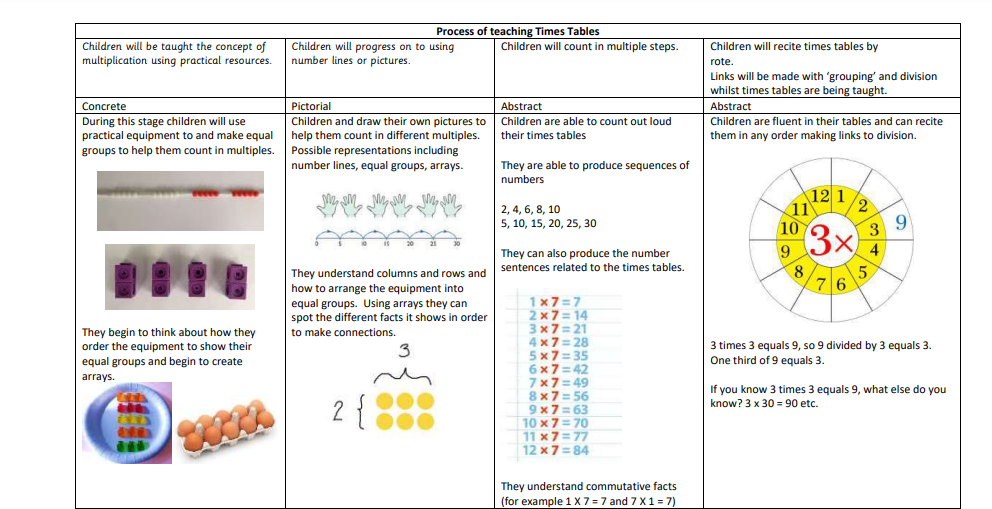 Process of teaching Times Tables
Children will be taught the concept of
multiplication using practical resources.
Children will progress on to using
number lines or pictures.
Children will count in multiple steps.
Children will recite times tables by
rote.
Links will be made with ‘grouping’ and division
whilst times tables are being taught.
Concrete
Pictorial
Abstract
Abstract
During this stage children will use
practical equipment to and make equal
groups to help them count in multiples.
They begin to think about how they
order the equipment to show their
equal groups and begin to create
arrays.
Children and draw their own pictures to
help them count in different multiples.
Possible representations including
number lines, equal groups, arrays.
0 5 10 15 20 25 30
They understand columns and rows and
how to arrange the equipment into
equal groups. Using arrays they can
spot the different facts it shows in order
to make connections.
3
2
Children are able to count out loud
their times tables
They are able to produce sequences of
numbers
2, 4, 6, 8, 10
5, 10, 15, 20, 25, 30
They can also produce the number
sentences related to the times tables.
1 x 7 = 7
2 x 7 = 14
3 x 7 = 21
4 x 7 = 28
5 x 7 = 35
6 x 7 = 42
7 x 7 = 49
8 x 7 = 56
9 x 7 = 63
10 x 7 = 70
11 x 7 = 77
12 x 7 = 84
They understand commutative facts
(for example 1 X 7 = 7 and 7 X 1 = 7)
Children are fluent in their tables and can recite
them in any order making links to division.
12 1
11 2
10 3 9
3×
9 4
8 5
7 6
3 times 3 equals 9, so 9 divided by 3 equals 3.
One third of 9 equals 3.
If you know 3 times 3 equals 9, what else do you
know? 3 x 30 = 90 etc.